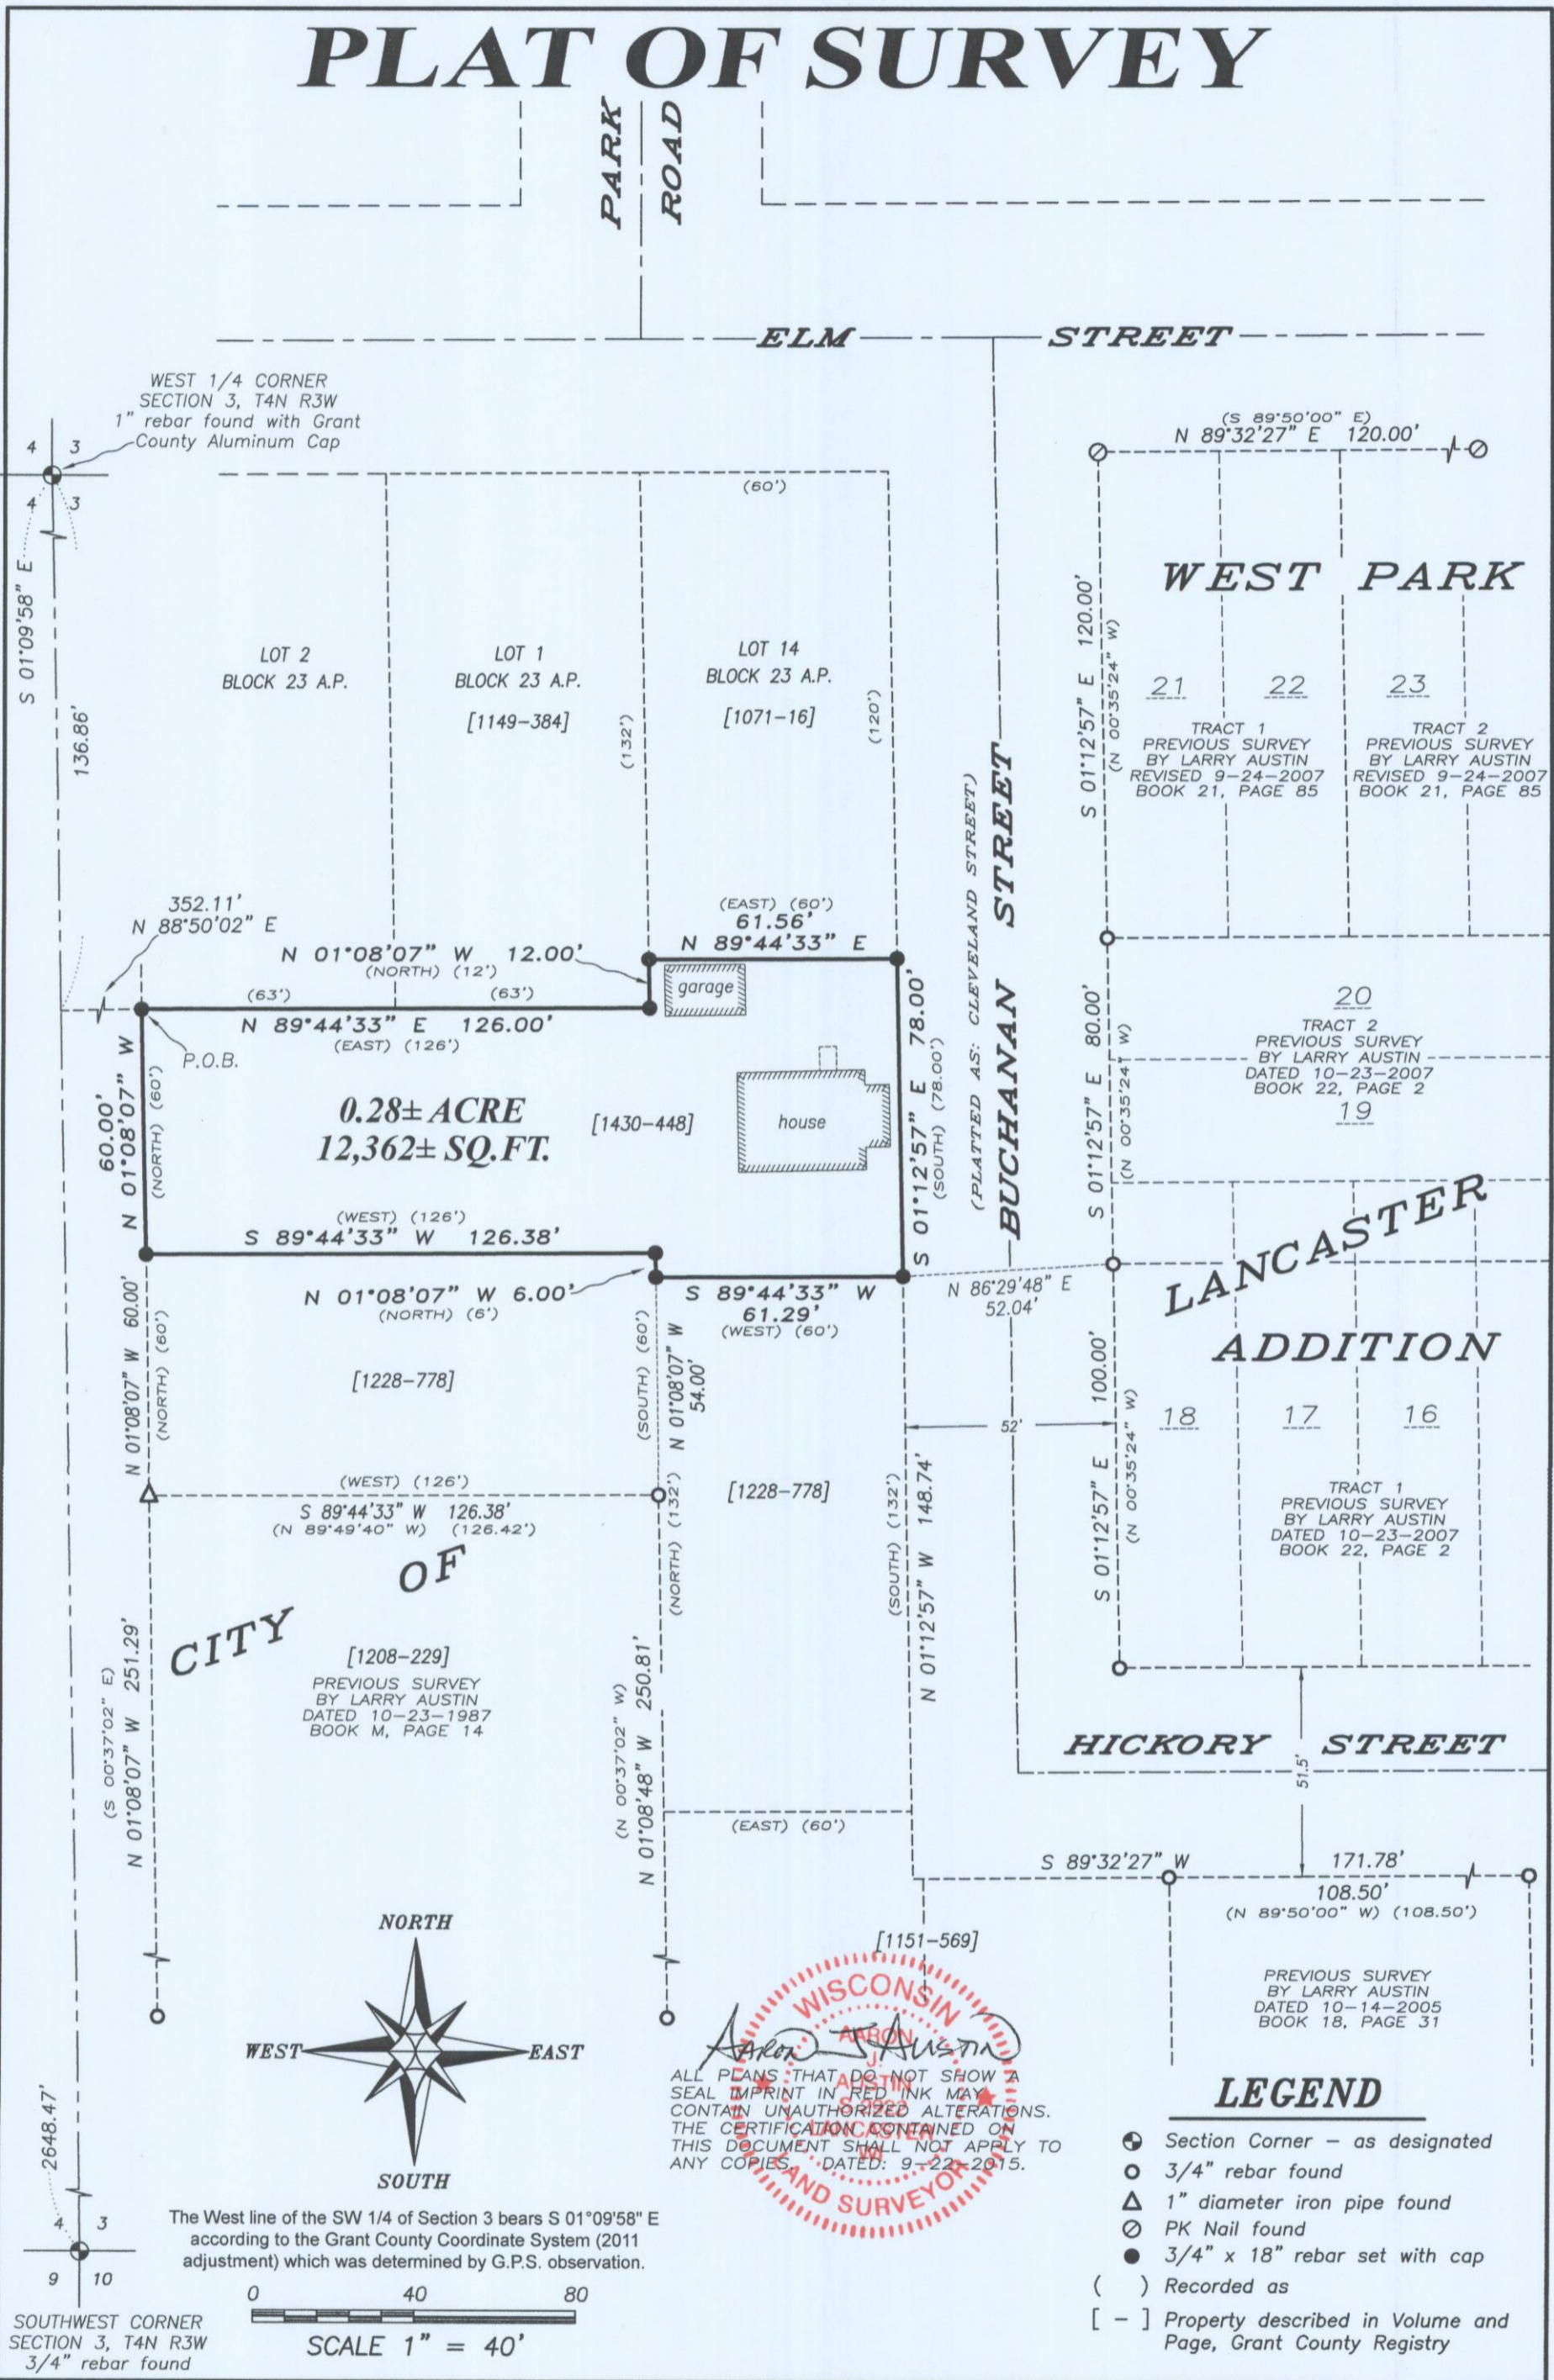 PLAT OF SURVEY
PARK
ROAD
ELM STREET
WEST 1/4 CORNER
SECTION 3, T4N R3W
1" rebar found with Grant
County Aluminum Cap
4 3
4 3
S 01°09'58" E
136.86'
(S 89°50'00" E)
N 89°32'27" E 120.00'
(60')
LOT 2
BLOCK 23 A.P.
LOT 1
BLOCK 23 A.P.
[1149-384]
(132')
LOT 14
BLOCK 23 A.P.
[1071-16]
(120')
S 01°12'57" E 120.00'
(N 00°35'24" W)
WEST PARK
21
22
23
TRACT 1
PREVIOUS SURVEY
BY LARRY AUSTIN
REVISED 9-24-2007
BOOK 21, PAGE 85
TRACT 2
PREVIOUS SURVEY
BY LARRY AUSTIN
REVISED 9-24-2007
BOOK 21, PAGE 85
(PLATTED AS: CLEVELAND STREET)
BUCHANAN STREET
352.11'
N 88°50'02" E
N 01°08'07" W 12.00'
(NORTH) (12')
(EAST) (60')
61.56'
N 89°44'33" E
(63')
(63')
N 89°44'33" E 126.00'
(EAST) (126')
garage
P.O.B.
60.00'
N 01°08'07" W
(NORTH) (60')
0.28± ACRE
12,362± SQ.FT.
[1430-448]
house
S 01°12'57" E 78.00'
(SOUTH) (78.00')
S 01°12'57" E 80.00'
(N 00°35'24" W)
20
TRACT 2
PREVIOUS SURVEY
BY LARRY AUSTIN
DATED 10-23-2007
BOOK 22, PAGE 2
19
(WEST) (126')
S 89°44'33" W 126.38'
N 01°08'07" W 6.00'
(NORTH) (6')
S 89°44'33" W
61.29'
(WEST) (60')
N 86°29'48" E
52.04'
LANCASTER
ADDITION
N 01°08'07" W 60.00'
(NORTH) (60')
[1228-778]
(SOUTH) (60')
N 01°08'07" W
54.00'
52'
S 01°12'57" E 100.00'
(N 00°35'24" W)
18
17
16
TRACT 1
PREVIOUS SURVEY
BY LARRY AUSTIN
DATED 10-23-2007
BOOK 22, PAGE 2
(WEST) (126')
S 89°44'33" W 126.38'
(N 89°49'40" W) (126.42')
(NORTH) (132')
[1228-778]
(SOUTH) (132')
N 01°12'57" W 148.74'
CITY OF
[1208-229]
PREVIOUS SURVEY
BY LARRY AUSTIN
DATED 10-23-1987
BOOK M, PAGE 14
(S 00°37'02" E)
N 01°08'07" W 251.29'
(N 00°37'02" W)
N 01°08'48" W 250.81'
HICKORY STREET
51.5'
(EAST) (60')
S 89°32'27" W 171.78'
108.50'
(N 89°50'00" W) (108.50')
[1151-569]
PREVIOUS SURVEY
BY LARRY AUSTIN
DATED 10-14-2005
BOOK 18, PAGE 31
NORTH
WEST
EAST
SOUTH
WISCONSIN
AARON
J.
AUSTIN
LANCASTER
WI
LAND SURVEYOR
Aaron J Austin
ALL PLANS THAT DO NOT SHOW A
SEAL IMPRINT IN RED INK MAY
CONTAIN UNAUTHORIZED ALTERATIONS.
THE CERTIFICATION CONTAINED ON
THIS DOCUMENT SHALL NOT APPLY TO
ANY COPIES. DATED: 9-22-2015.
LEGEND
Section Corner – as designated
3/4" rebar found
1" diameter iron pipe found
PK Nail found
3/4" x 18" rebar set with cap
( ) Recorded as
[ - ] Property described in Volume and
Page, Grant County Registry
2648.47'
4 3
9 10
SOUTHWEST CORNER
SECTION 3, T4N R3W
3/4" rebar found
The West line of the SW 1/4 of Section 3 bears S 01°09'58" E
according to the Grant County Coordinate System (2011
adjustment) which was determined by G.P.S. observation.
0 40 80
SCALE 1" = 40'